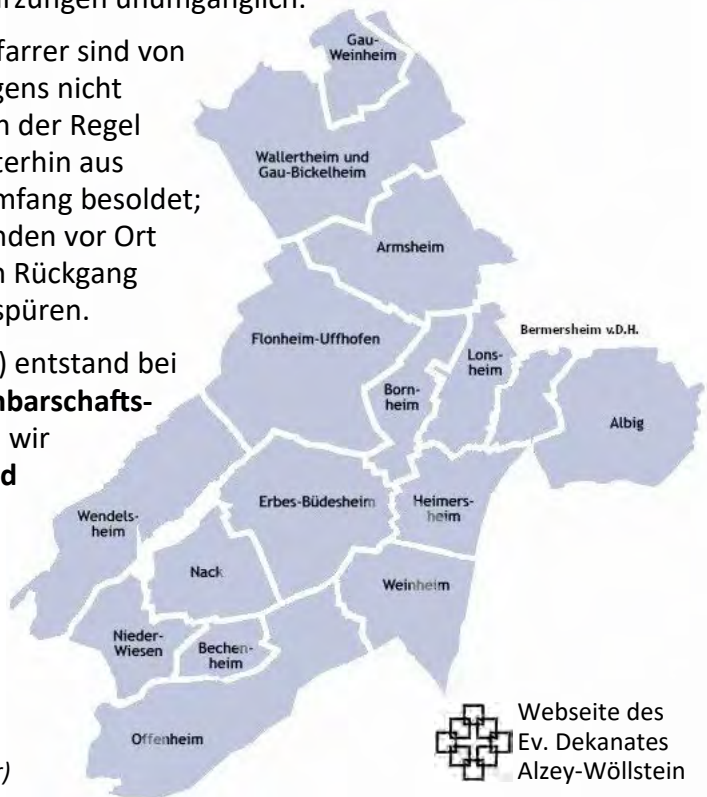 rzungen unumgänglich.
farrer sind von
gens nicht
n der Regel
terhin aus
mfang besoldet;
nden vor Ort
n Rückgang
spüren.
) entstand bei
nbarschafts-
wir
d
r)
Gau-
Weinheim
Wallertheim und
Gau-Bickelheim
Armsheim
Flonheim-Uffhofen
Bermersheim v.D.H.
Lons-
heim
Born-
heim
Albig
Wendels-
heim
Erbes-Büdesheim
Heimers-
heim
Nack
Weinheim
Nieder-
Wiesen
Bechen-
heim
Offenheim
Webseite des
Ev. Dekanates
Alzey-Wöllstein